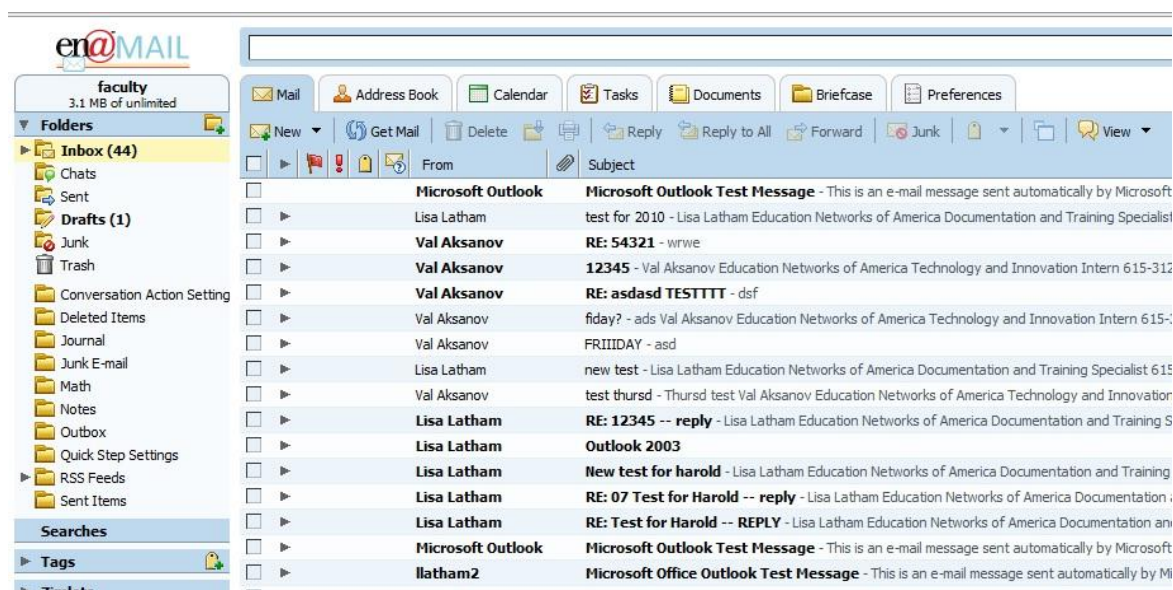 en@MAIL
faculty
3.1 MB of unlimited
Mail Address Book Calendar Tasks Documents Briefcase Preferences
Folders
New Get Mail Delete Reply Reply to All Forward Junk View
Inbox (44)
From Subject
Chats
Sent
Drafts (1)
Junk
Trash
Conversation Action Setting
Deleted Items
Journal
Junk E-mail
Math
Notes
Outbox
Quick Step Settings
RSS Feeds
Sent Items
Searches
Tags
Microsoft Outlook Microsoft Outlook Test Message - This is an e-mail message sent automatically by Microsoft
Lisa Latham test for 2010 - Lisa Latham Education Networks of America Documentation and Training Specialist
Val Aksanov RE: 54321 - wrwe
Val Aksanov 12345 - Val Aksanov Education Networks of America Technology and Innovation Intern 615-312
Val Aksanov RE: asdasd TESTTTT - dsf
Val Aksanov fiday? - ads Val Aksanov Education Networks of America Technology and Innovation Intern 615-
Val Aksanov FRIIIDAY - asd
Lisa Latham new test - Lisa Latham Education Networks of America Documentation and Training Specialist 615
Val Aksanov test thursd - Thursd test Val Aksanov Education Networks of America Technology and Innovation
Lisa Latham RE: 12345 -- reply - Lisa Latham Education Networks of America Documentation and Training S
Lisa Latham Outlook 2003
Lisa Latham New test for harold - Lisa Latham Education Networks of America Documentation and Training
Lisa Latham RE: 07 Test for Harold -- reply - Lisa Latham Education Networks of America Documentation
Lisa Latham RE: Test for Harold -- REPLY - Lisa Latham Education Networks of America Documentation an
Microsoft Outlook Microsoft Outlook Test Message - This is an e-mail message sent automatically by Microsoft
llatham2 Microsoft Office Outlook Test Message - This is an e-mail message sent automatically by Mi